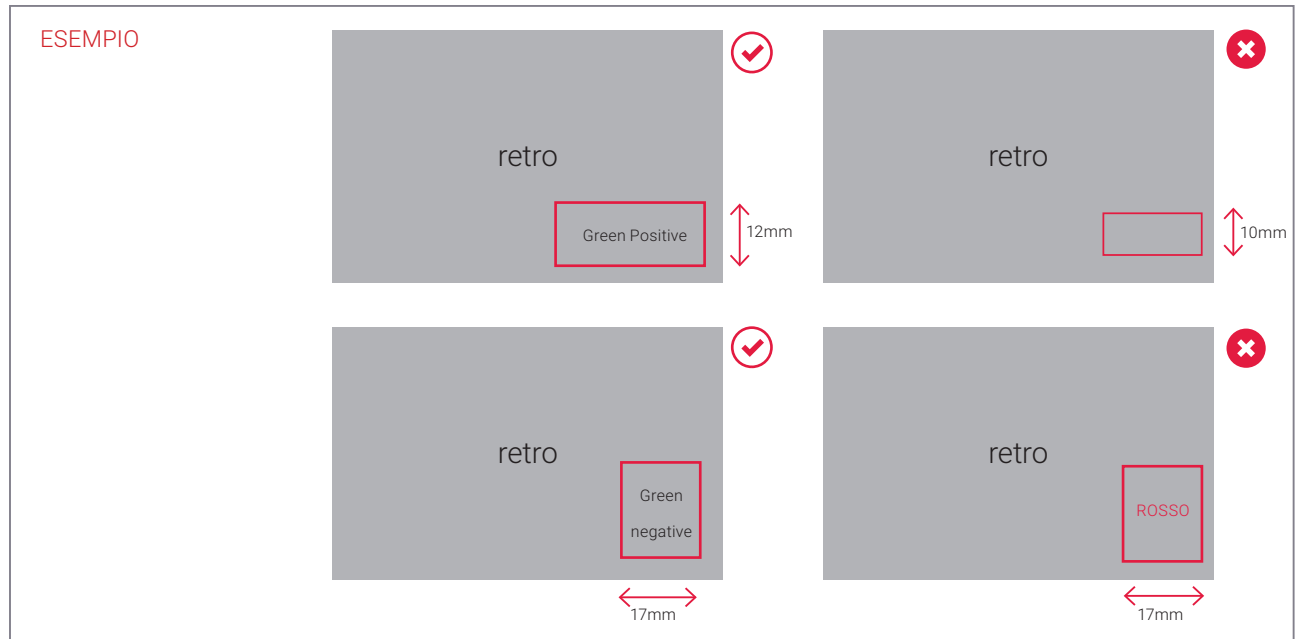 ESEMPIO
retro
Green Positive
12mm
retro
10mm
retro
Green
negative
17mm
retro
ROSSO
17mm